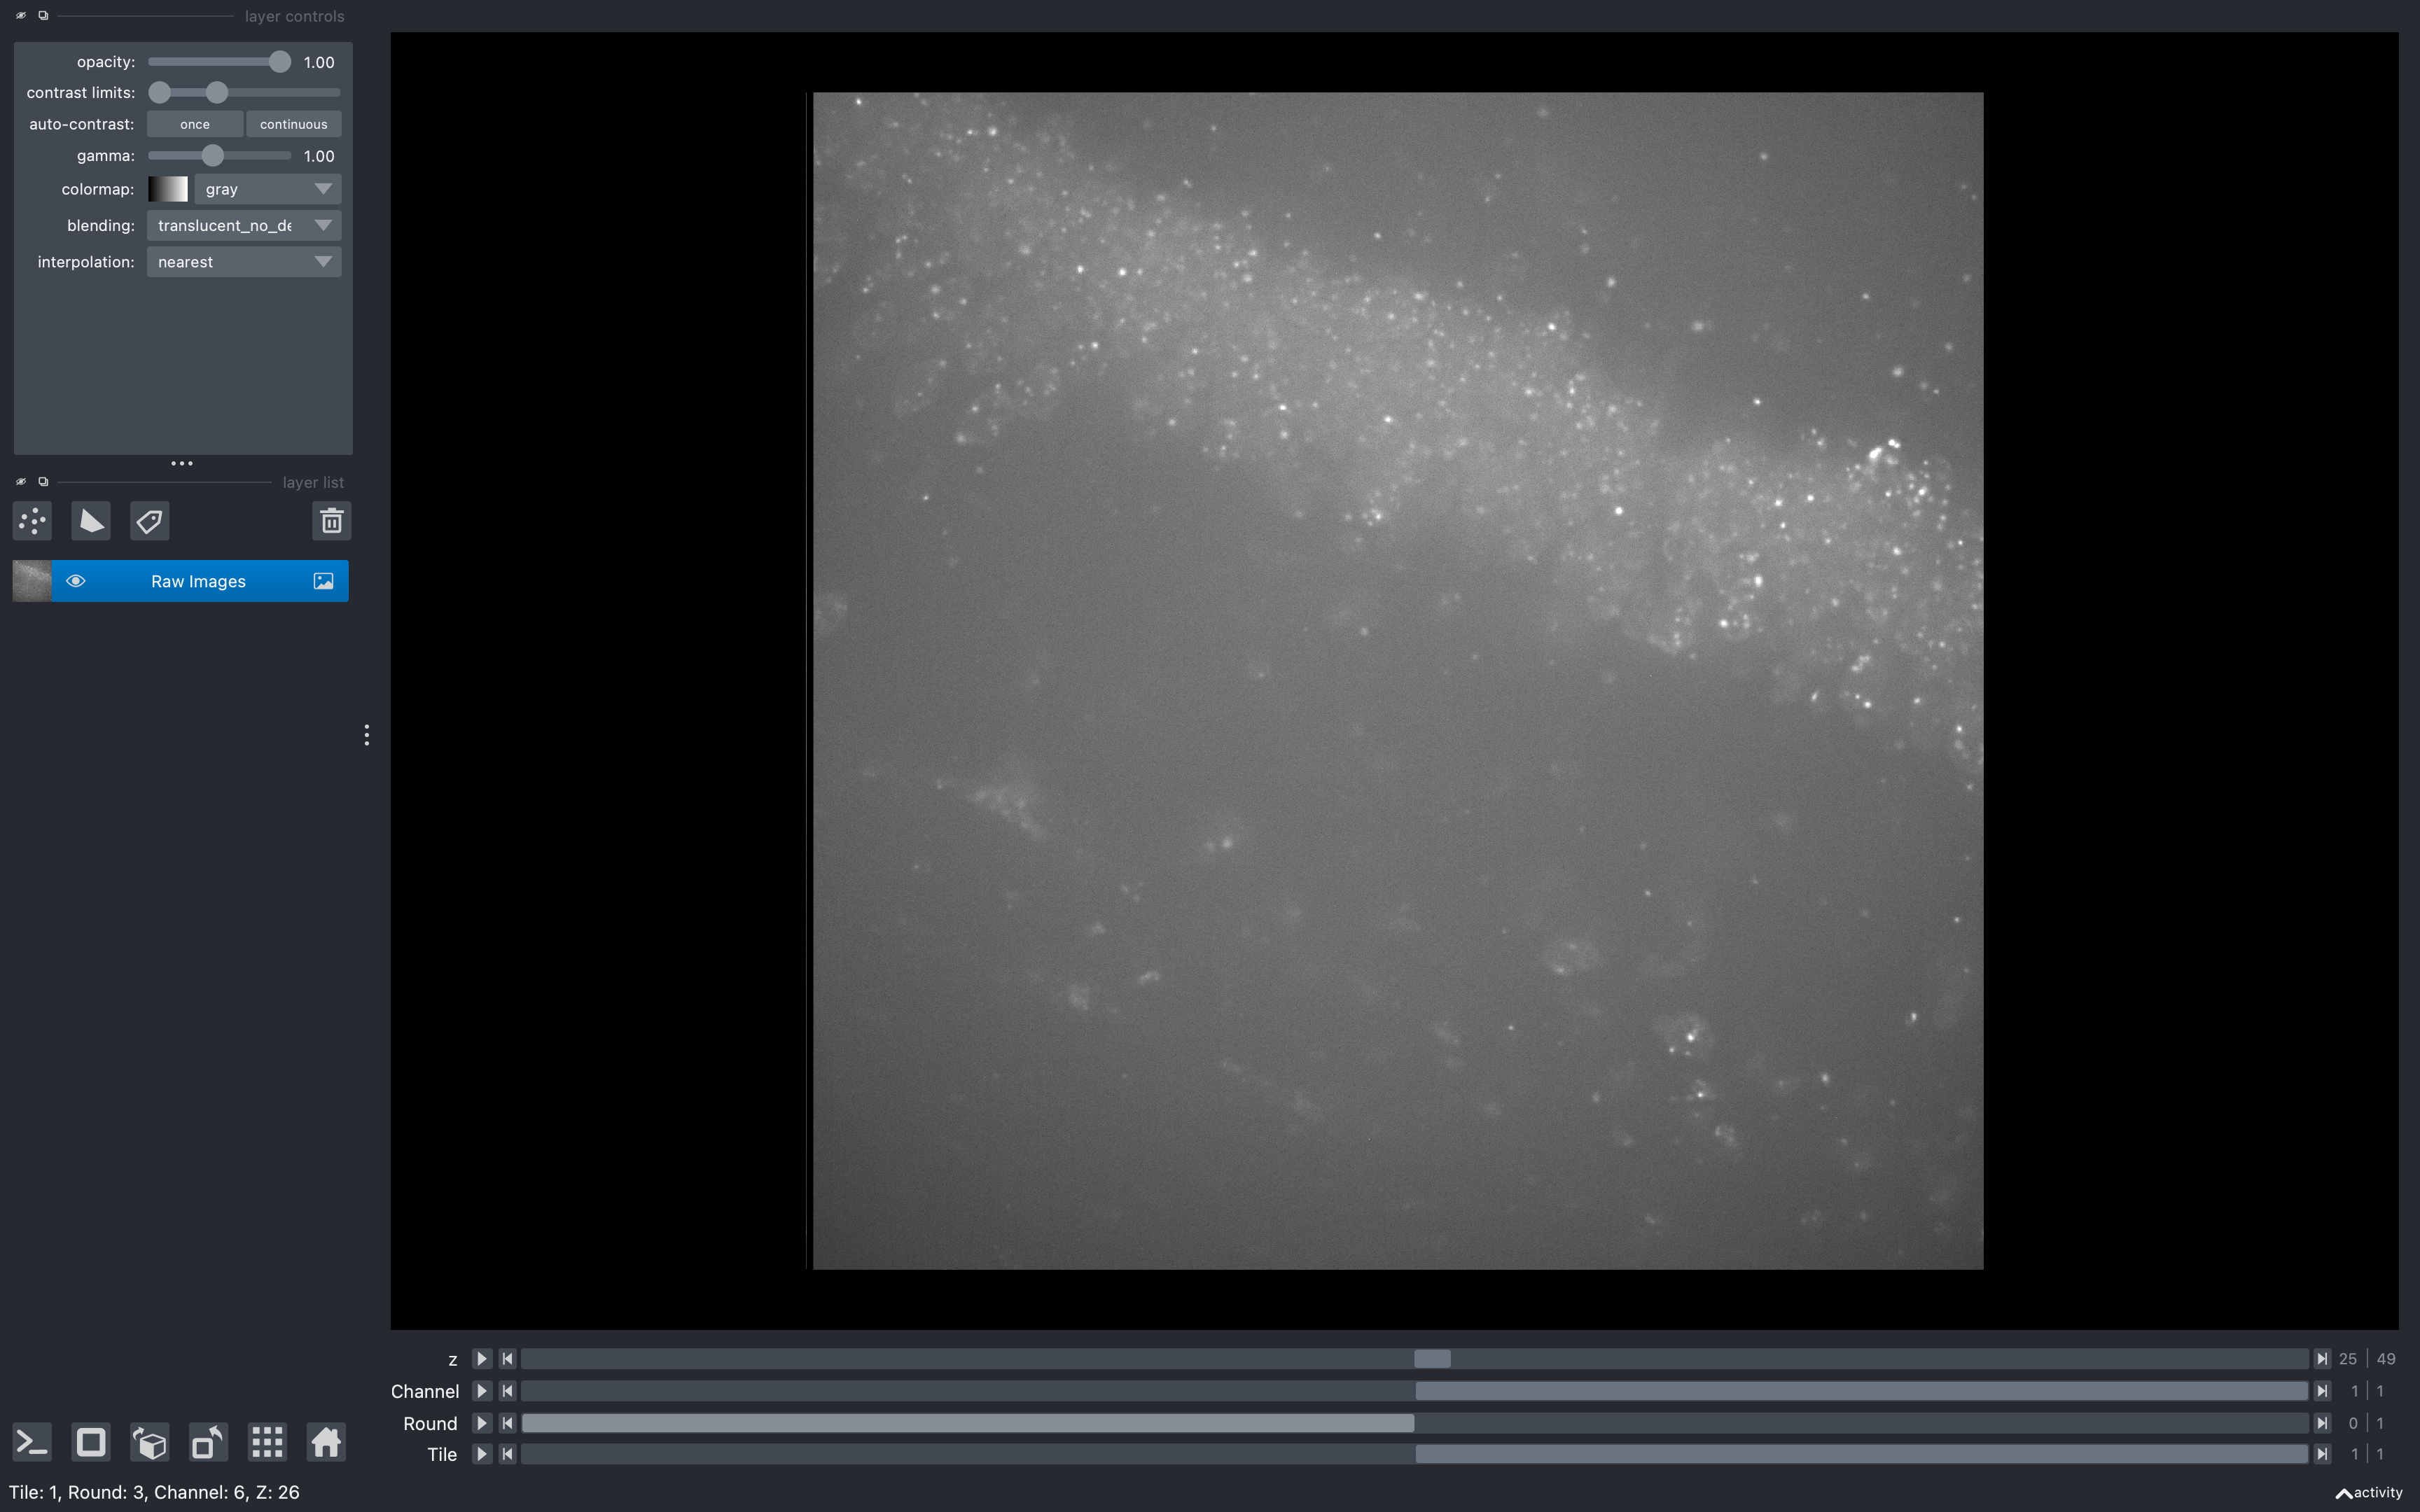 layer controls
opacity: 1.00
contrast limits:
auto-contrast: once continuous
gamma: 1.00
colormap: gray
blending: translucent_no_de
interpolation: nearest
layer list
Raw Images
z 25 49
Channel 1 1
Round 0 1
Tile 1 1
Tile: 1, Round: 3, Channel: 6, Z: 26 activity